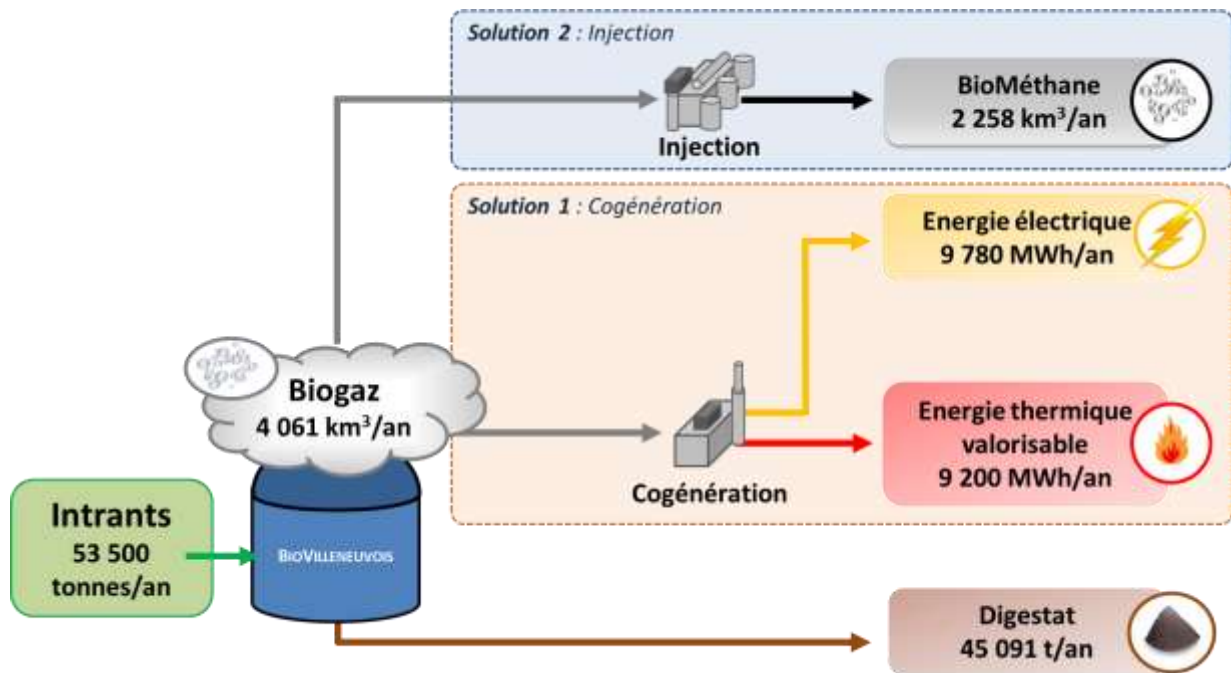 Solution 2 : Injection
BioMéthane
2 258 km³/an
Injection
Solution 1 : Cogénération
Energie électrique
9 780 MWh/an
Biogaz
4 061 km³/an
Energie thermique
valorisable
9 200 MWh/an
Cogénération
Intrants
53 500
tonnes/an
BIOVILLENEUVOIS
Digestat
45 091 t/an